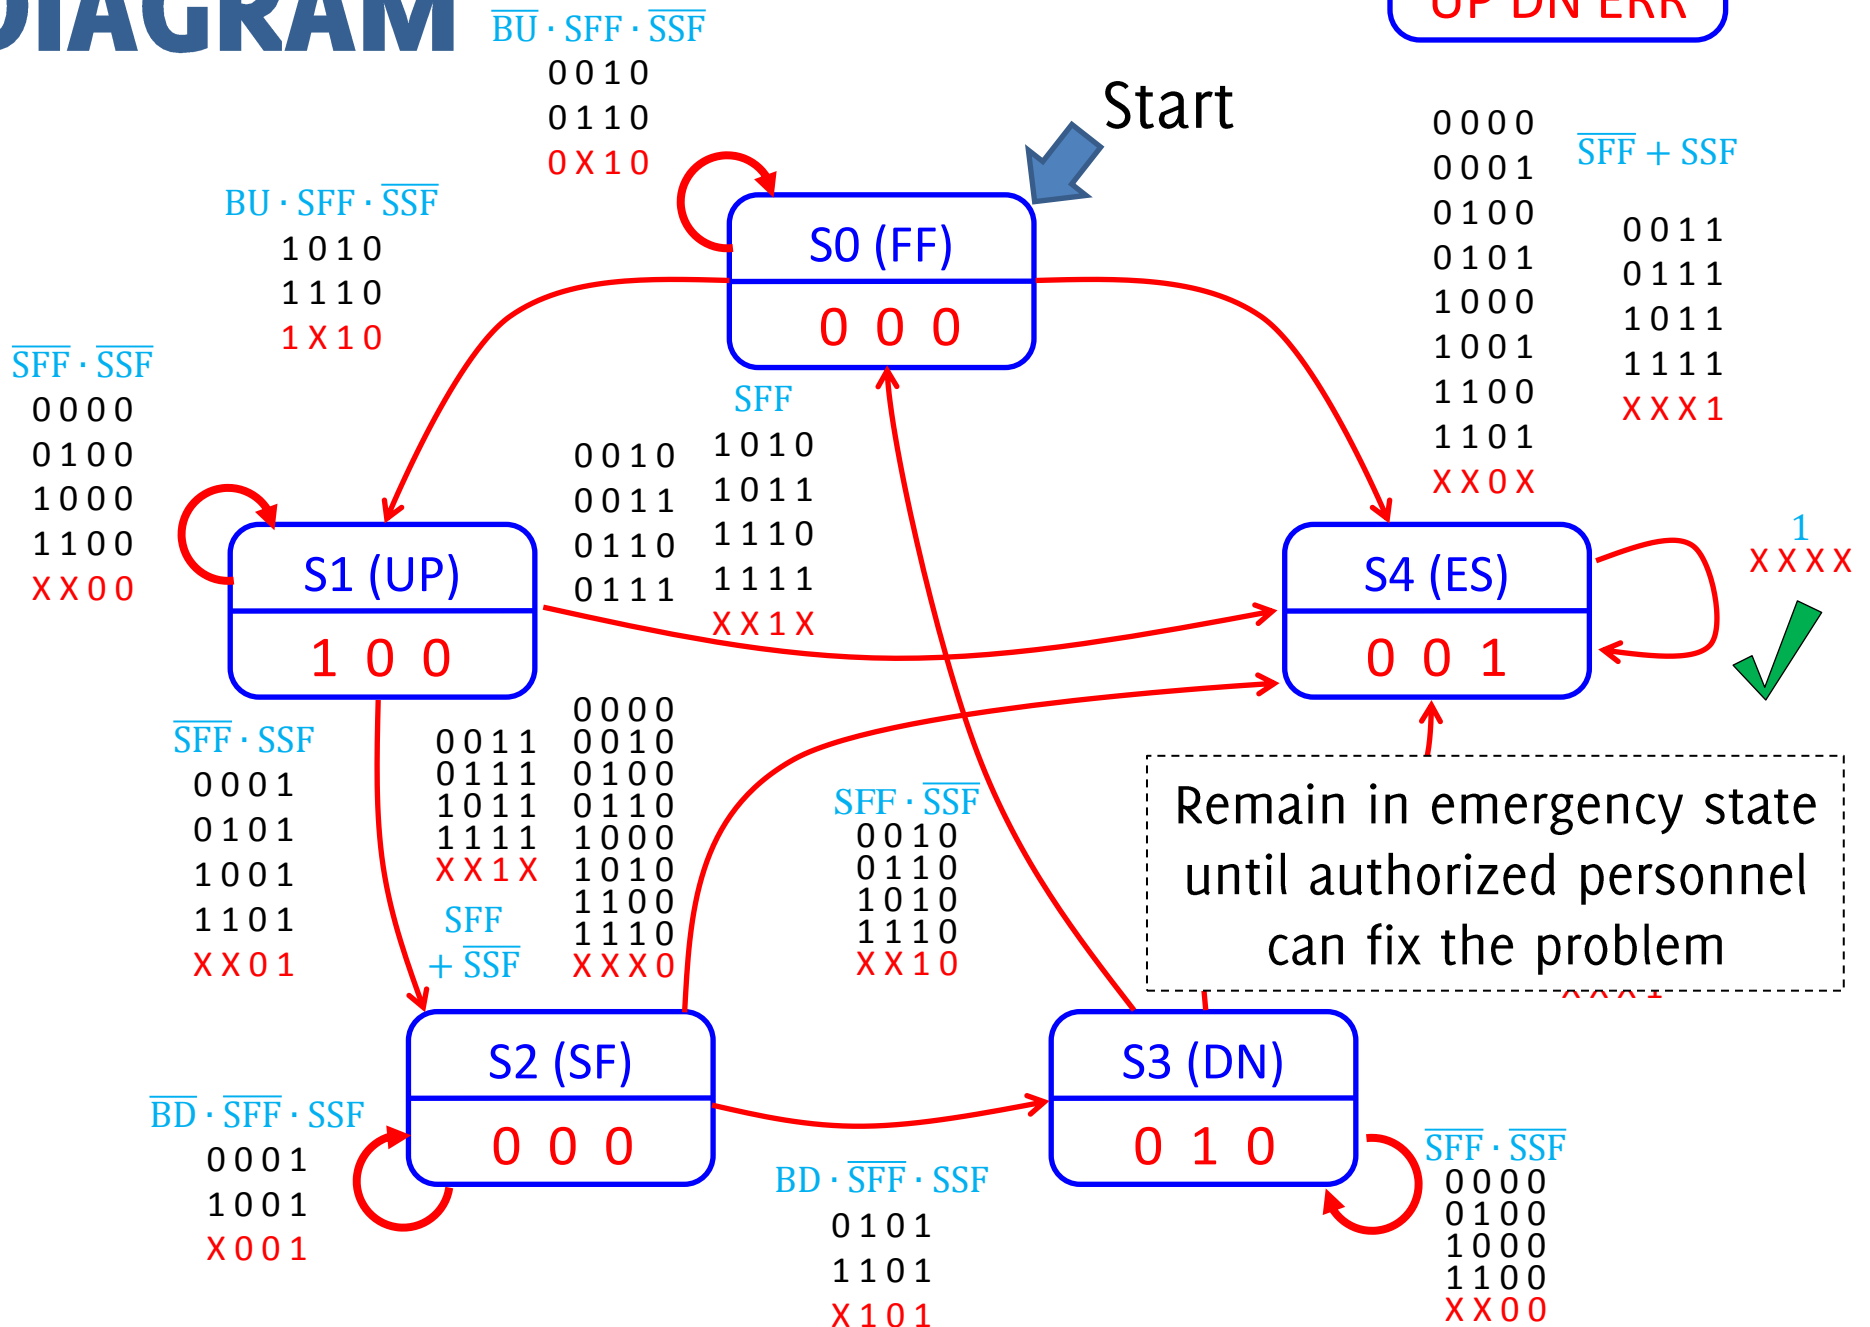 DIAGRAM
UP DN ERR
B̅U̅ · SFF · S̅S̅F̅
0 0 1 0
0 1 1 0
0 X 1 0
Start
BU · SFF · S̅S̅F̅
1 0 1 0
1 1 1 0
1 X 1 0
S0 (FF)
0 0 0
0 0 0 0
0 0 0 1
0 1 0 0
0 1 0 1
1 0 0 0
1 0 0 1
1 1 0 0
1 1 0 1
X X 0 X
S̅F̅F̅ + SSF
0 0 1 1
0 1 1 1
1 0 1 1
1 1 1 1
X X X 1
S̅F̅F̅ · S̅S̅F̅
0 0 0 0
0 1 0 0
1 0 0 0
1 1 0 0
X X 0 0
S1 (UP)
1 0 0
0 0 1 0
0 0 1 1
0 1 1 0
0 1 1 1
SFF
1 0 1 0
1 0 1 1
1 1 1 0
1 1 1 1
X X 1 X
S4 (ES)
0 0 1
1
X X X X
S̅F̅F̅ · SSF
0 0 0 1
0 1 0 1
1 0 0 1
1 1 0 1
X X 0 1
0 0 1 1
0 1 1 1
1 0 1 1
1 1 1 1
X X 1 X
SFF
+ S̅S̅F̅
0 0 0 0
0 0 1 0
0 1 0 0
0 1 1 0
1 0 0 0
1 0 1 0
1 1 0 0
1 1 1 0
X X X 0
SFF · S̅S̅F̅
0 0 1 0
0 1 1 0
1 0 1 0
1 1 1 0
X X 1 0
Remain in emergency state
until authorized personnel
can fix the problem
S2 (SF)
0 0 0
S3 (DN)
0 1 0
B̅D̅ · S̅F̅F̅ · SSF
0 0 0 1
1 0 0 1
X 0 0 1
BD · S̅F̅F̅ · SSF
0 1 0 1
1 1 0 1
X 1 0 1
S̅F̅F̅ · S̅S̅F̅
0 0 0 0
0 1 0 0
1 0 0 0
1 1 0 0
X X 0 0